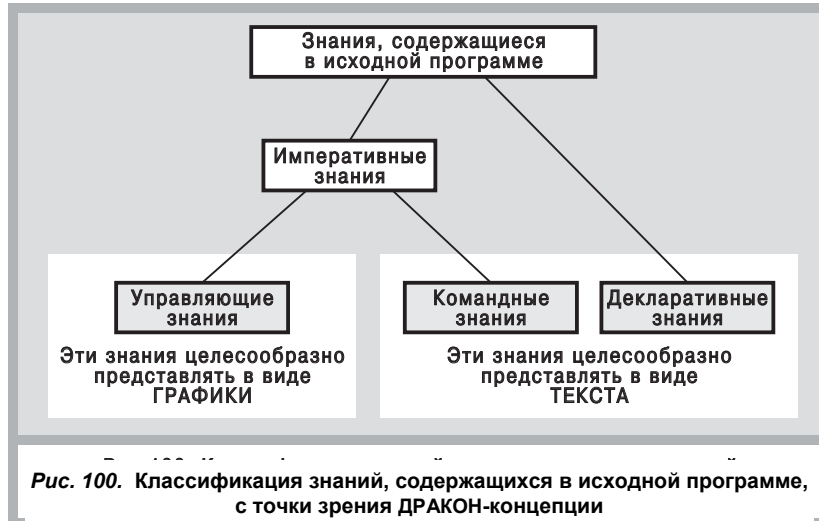 Знания, содержащиеся
в исходной программе
Императивные
знания
Управляющие
знания
Командные
знания
Декларативные
знания
Эти знания целесообразно
представлять в виде
ГРАФИКИ
Эти знания целесообразно
представлять в виде
ТЕКСТА
Рис. 100. Классификация знаний, содержащихся в исходной программе,
с точки зрения ДРАКОН-концепции